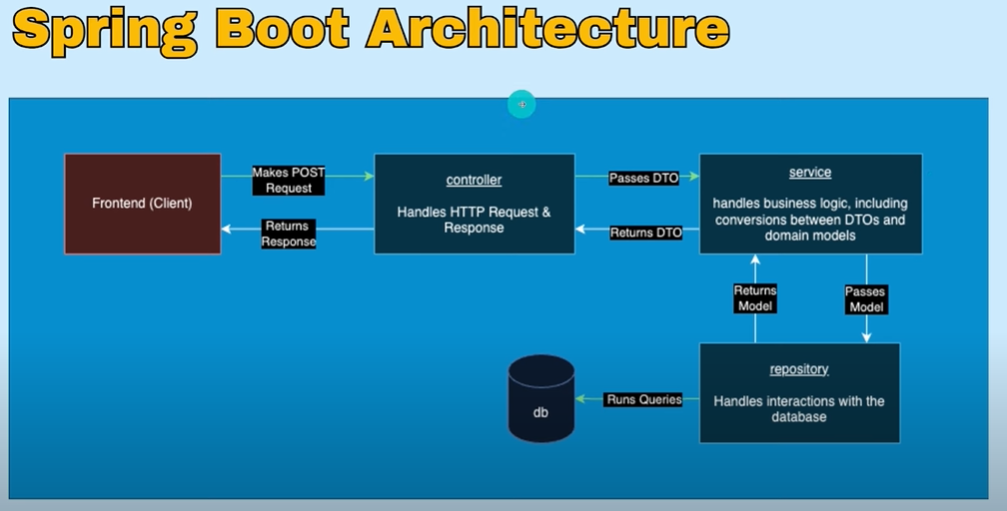 Spring Boot Architecture
Frontend (Client)
Makes POST
Request
Returns
Response
controller
Handles HTTP Request &
Response
Passes DTO
Returns DTO
service
handles business logic, including
conversions between DTOs and
domain models
Returns
Model
Passes
Model
repository
Handles interactions with the
database
Runs Queries
db